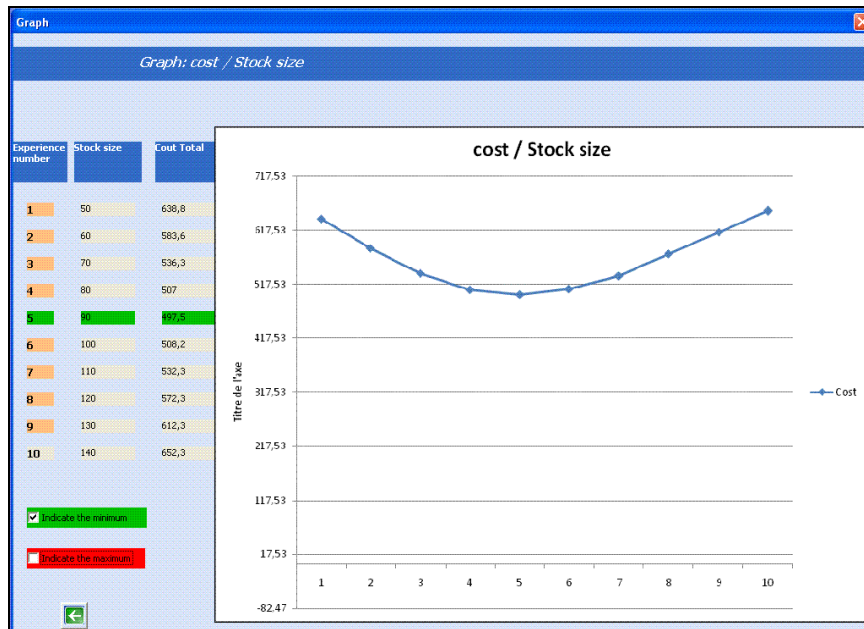 Graph
Graph: cost / Stock size
Experience number
Stock size
Cout Total
1 50 638,8
2 60 583,6
3 70 536,3
4 80 507
5 90 497,5
6 100 508,2
7 110 532,3
8 120 572,3
9 130 612,3
10 140 652,3
Indicate the minimum
Indicate the maximum
cost / Stock size
717,53
617,53
517,53
417,53
317,53
217,53
117,53
17,53
-82,47
Titre de l'axe
1 2 3 4 5 6 7 8 9 10
Cost